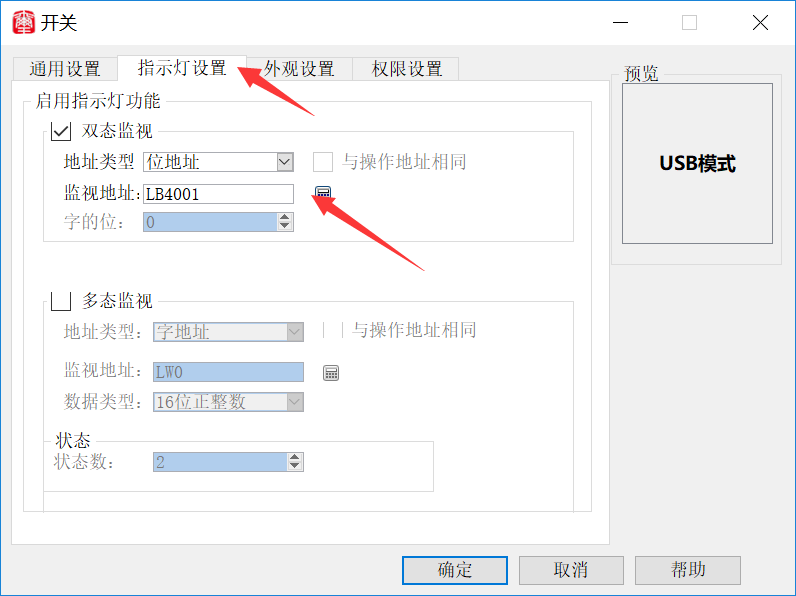 开关
通用设置 指示灯设置 外观设置 权限设置
预览
启用指示灯功能
双态监视
地址类型 位地址 与操作地址相同
USB模式
监视地址: LB4001
字的位: 0
多态监视
地址类型: 字地址 与操作地址相同
监视地址: LW0
数据类型: 16位正整数
状态
状态数: 2
确定 取消 帮助